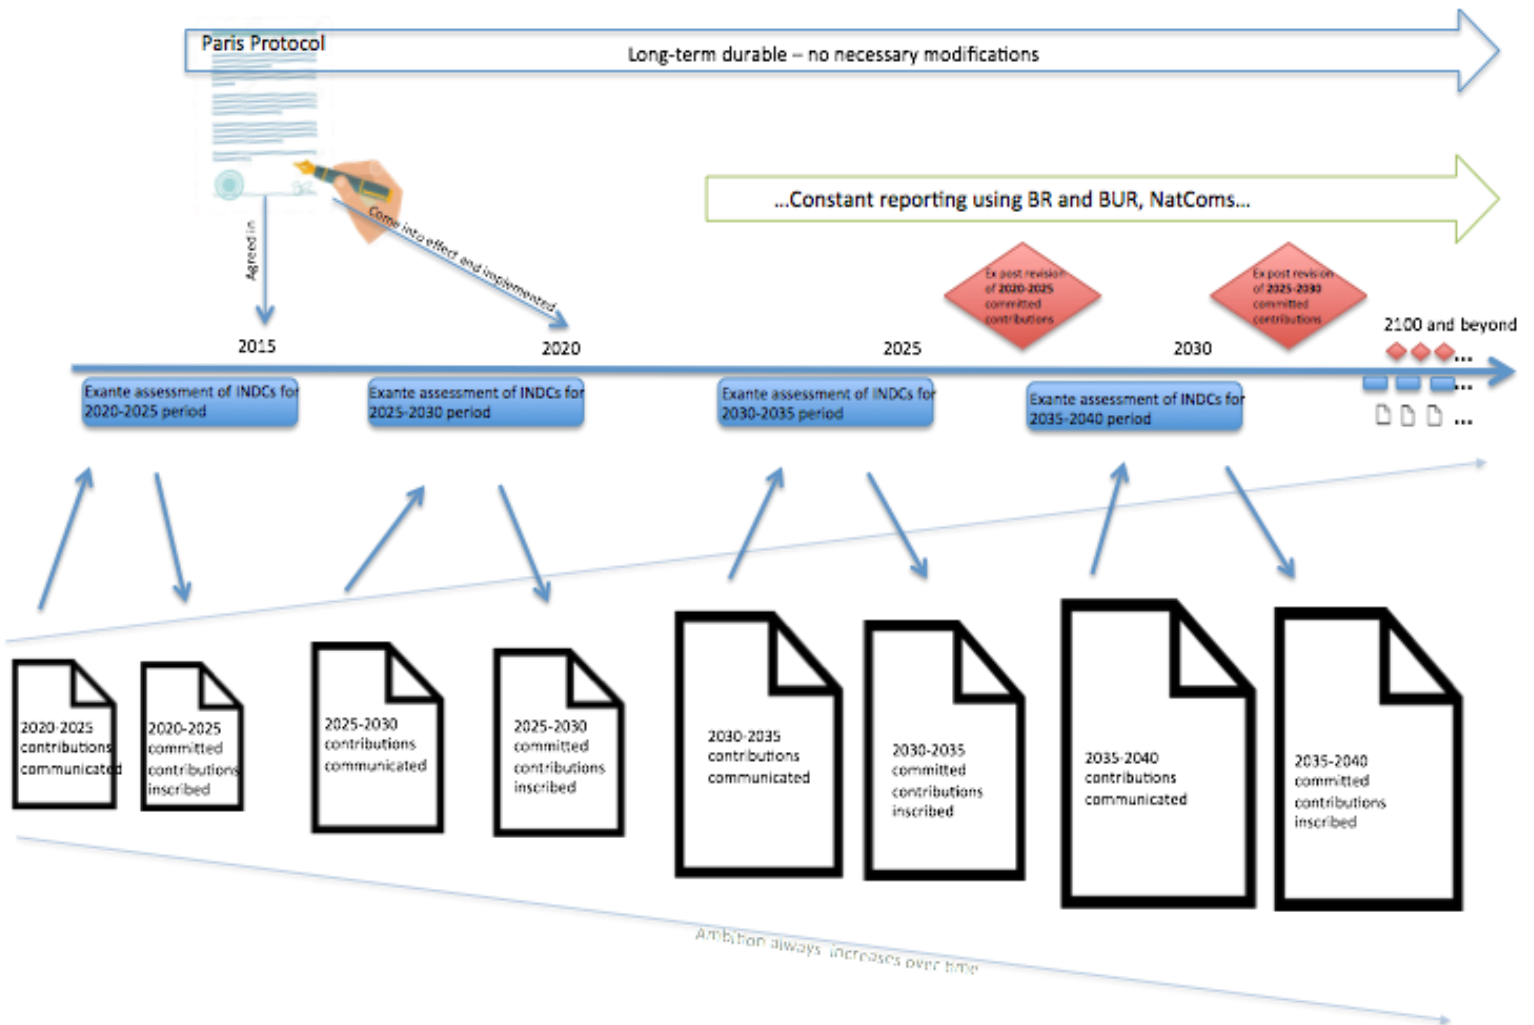 Paris Protocol
Long-term durable – no necessary modifications
...Constant reporting using BR and BUR, NatComs...
Agreed in
Come into effect and implemented
Ex post revision
of 2020-2025
committed
contributions
Ex post revision
of 2025-2030
committed
contributions
2100 and beyond
2015
2020
2025
2030
...
Exante assessment of INDCs for
2020-2025 period
Exante assessment of INDCs for
2025-2030 period
Exante assessment of INDCs for
2030-2035 period
Exante assessment of INDCs for
2035-2040 period
...
...
2020-2025
contributions
communicated
2020-2025
committed
contributions
inscribed
2025-2030
contributions
communicated
2025-2030
committed
contributions
inscribed
2030-2035
contributions
communicated
2030-2035
committed
contributions
inscribed
2035-2040
contributions
communicated
2035-2040
committed
contributions
inscribed
Ambition always increases over time